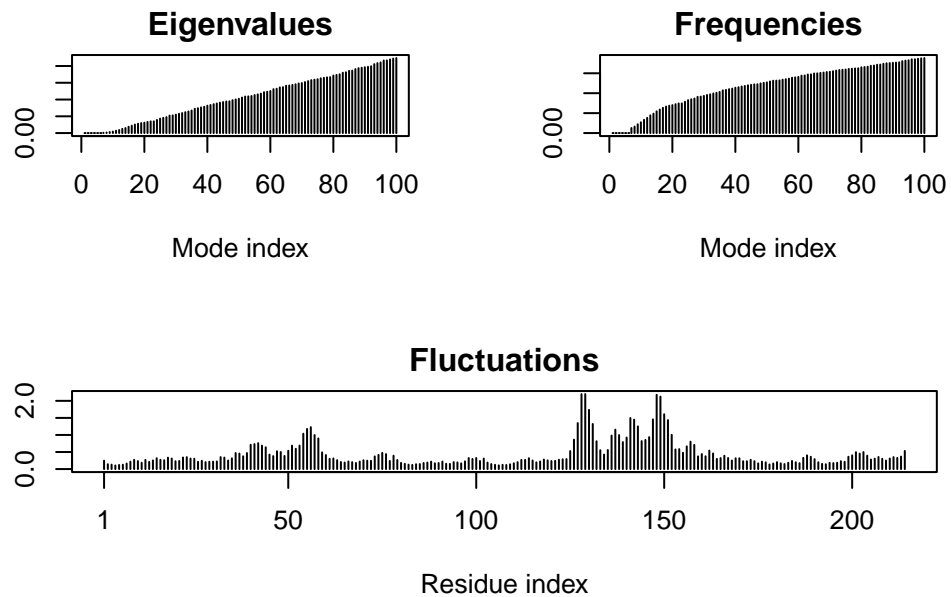 Eigenvalues
0.00
0 20 40 60 80 100
Mode index
Frequencies
0.00
0 20 40 60 80 100
Mode index
Fluctuations
2.0
0.0
1 50 100 150 200
Residue index